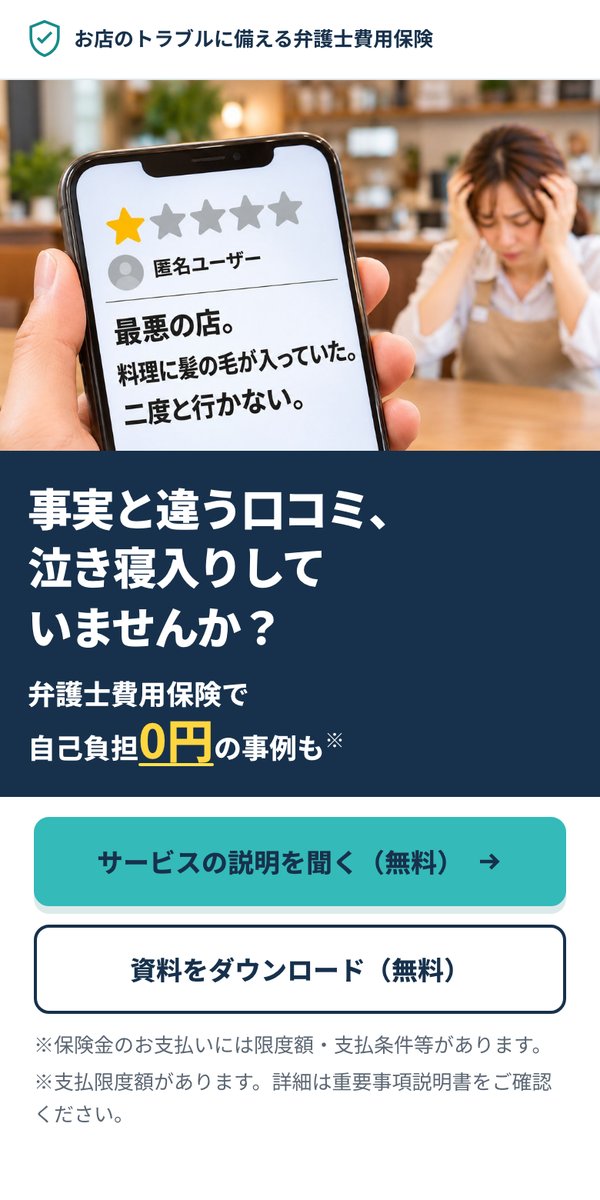 お店のトラブルに備える弁護士費用保険
匿名ユーザー
最悪の店。
料理に髪の毛が入っていた。
二度と行かない。
事実と違う口コミ、
泣き寝入りして
いませんか？
弁護士費用保険で
自己負担0円の事例も※
サービスの説明を聞く（無料） →
資料をダウンロード（無料）
※保険金のお支払いには限度額・支払条件等があります。
※支払限度額があります。詳細は重要事項説明書をご確認
ください。